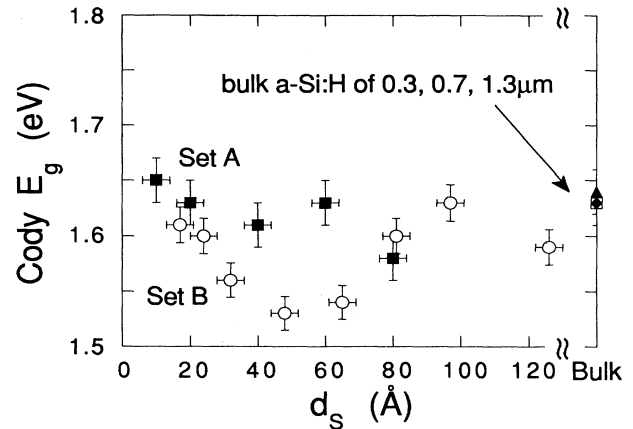 1.8
1.7
1.6
1.5
Cody E_g (eV)
bulk a-Si:H of 0.3, 0.7, 1.3μm
Set A
Set B
0 20 40 60 80 100 120 Bulk
d_S (Å)